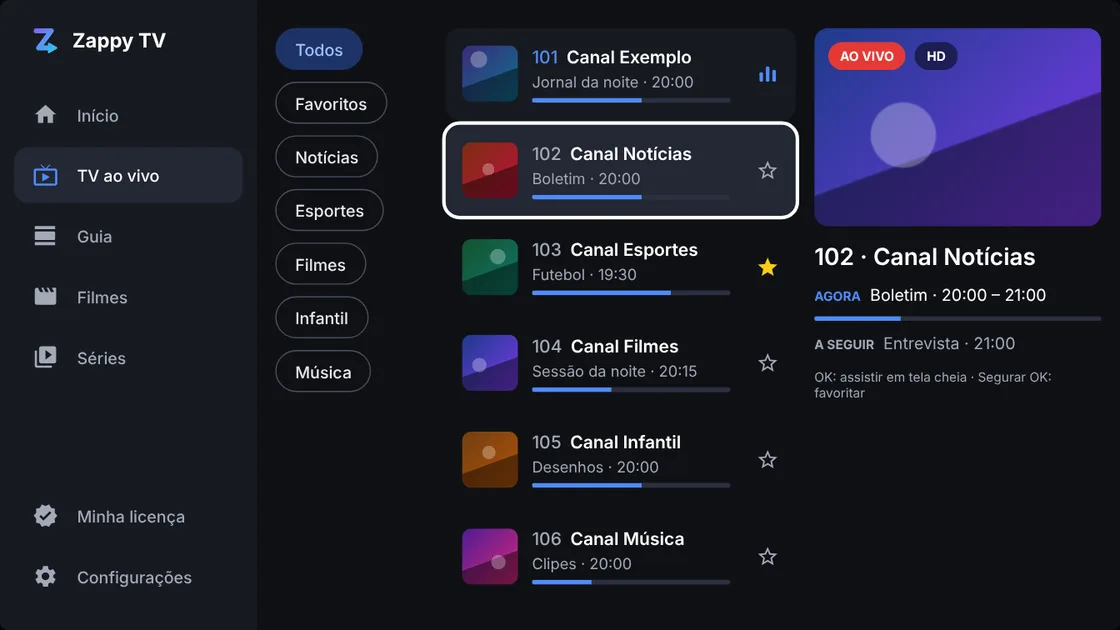 Zappy TV
Início
TV ao vivo
Guia
Filmes
Séries
Minha licença
Configurações
Todos
Favoritos
Notícias
Esportes
Filmes
Infantil
Música
101 Canal Exemplo
Jornal da noite · 20:00
102 Canal Notícias
Boletim · 20:00
103 Canal Esportes
Futebol · 19:30
104 Canal Filmes
Sessão da noite · 20:15
105 Canal Infantil
Desenhos · 20:00
106 Canal Música
Clipes · 20:00
AO VIVO HD
102 · Canal Notícias
AGORA Boletim · 20:00 – 21:00
A SEGUIR Entrevista · 21:00
OK: assistir em tela cheia · Segurar OK:
favoritar